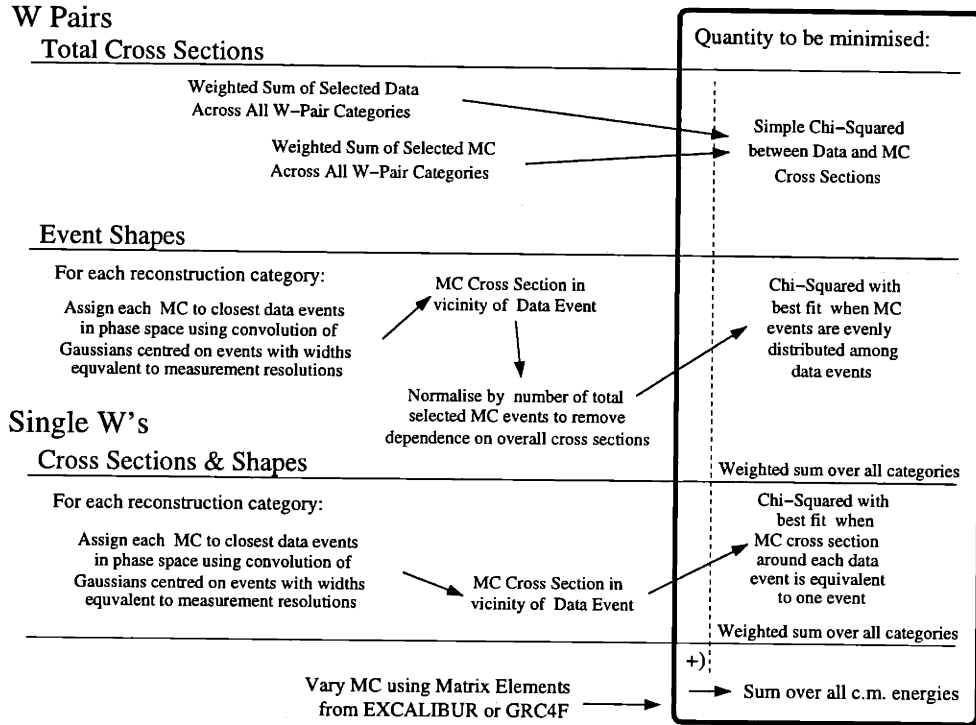 W Pairs
Total Cross Sections
Quantity to be minimised:
Weighted Sum of Selected Data
Across All W-Pair Categories
Weighted Sum of Selected MC
Across All W-Pair Categories
Simple Chi-Squared
between Data and MC
Cross Sections
Event Shapes
For each reconstruction category:
Assign each MC to closest data events
in phase space using convolution of
Gaussians centred on events with widths
equvalent to measurement resolutions
MC Cross Section in
vicinity of Data Event
Normalise by number of total
selected MC events to remove
dependence on overall cross sections
Chi-Squared with
best fit when MC
events are evenly
distributed among
data events
Weighted sum over all categories
Single W's
Cross Sections & Shapes
For each reconstruction category:
Assign each MC to closest data events
in phase space using convolution of
Gaussians centred on events with widths
equvalent to measurement resolutions
MC Cross Section in
vicinity of Data Event
Chi-Squared with
best fit when
MC cross section
around each data
event is equivalent
to one event
Weighted sum over all categories
+)
Vary MC using Matrix Elements
from EXCALIBUR or GRC4F
Sum over all c.m. energies